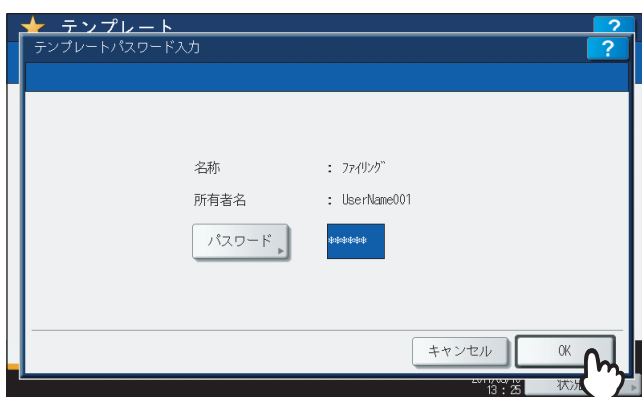 テンプレート
?
テンプレートパスワード入力
?
名称 : ﾌｧｲﾘﾝｸﾞ
所有者名 : UserName001
パスワード ******
キャンセル OK
13:25 状況